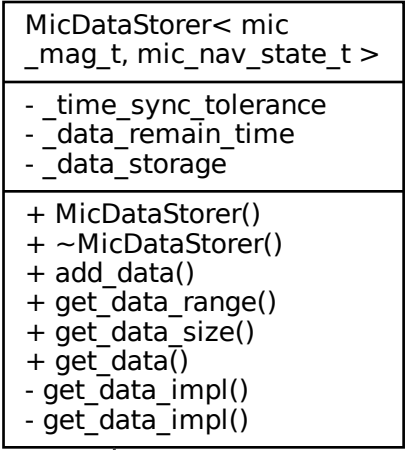 MicDataStorer< mic
_mag_t, mic_nav_state_t >
- _time_sync_tolerance
- _data_remain_time
- _data_storage
+ MicDataStorer()
+ ~MicDataStorer()
+ add_data()
+ get_data_range()
+ get_data_size()
+ get_data()
- get_data_impl()
- get_data_impl()